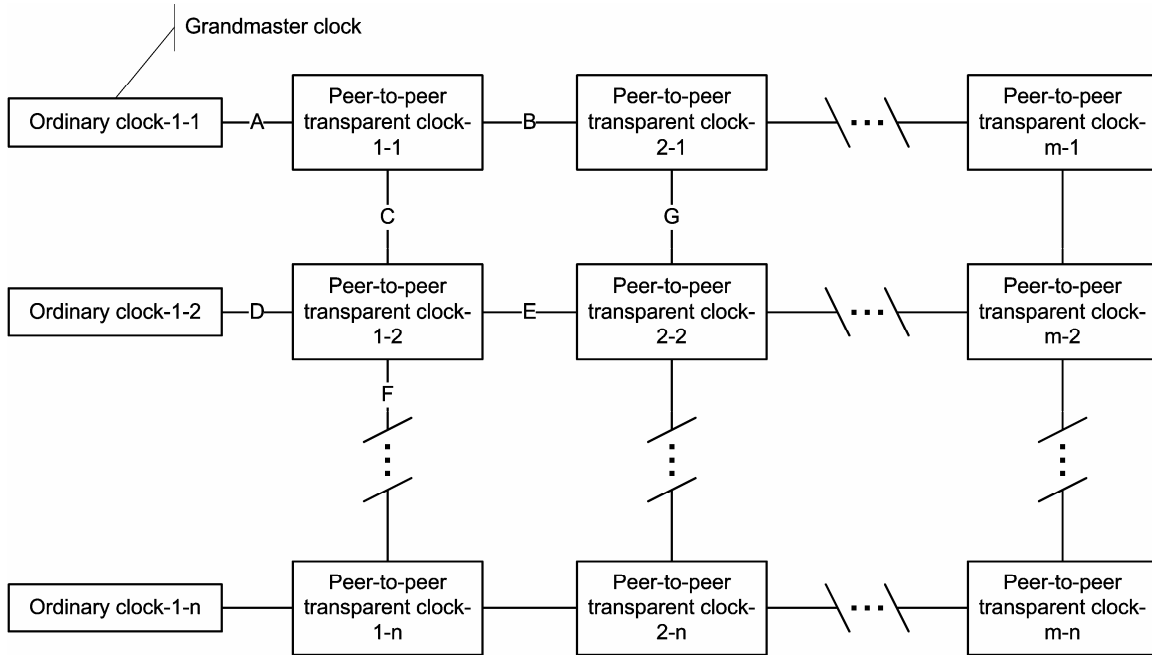 Grandmaster clock
Ordinary clock-1-1
A
Peer-to-peer
transparent clock-
1-1
B
Peer-to-peer
transparent clock-
2-1
Peer-to-peer
transparent clock-
m-1
C
G
Ordinary clock-1-2
D
Peer-to-peer
transparent clock-
1-2
E
Peer-to-peer
transparent clock-
2-2
Peer-to-peer
transparent clock-
m-2
F
Ordinary clock-1-n
Peer-to-peer
transparent clock-
1-n
Peer-to-peer
transparent clock-
2-n
Peer-to-peer
transparent clock-
m-n